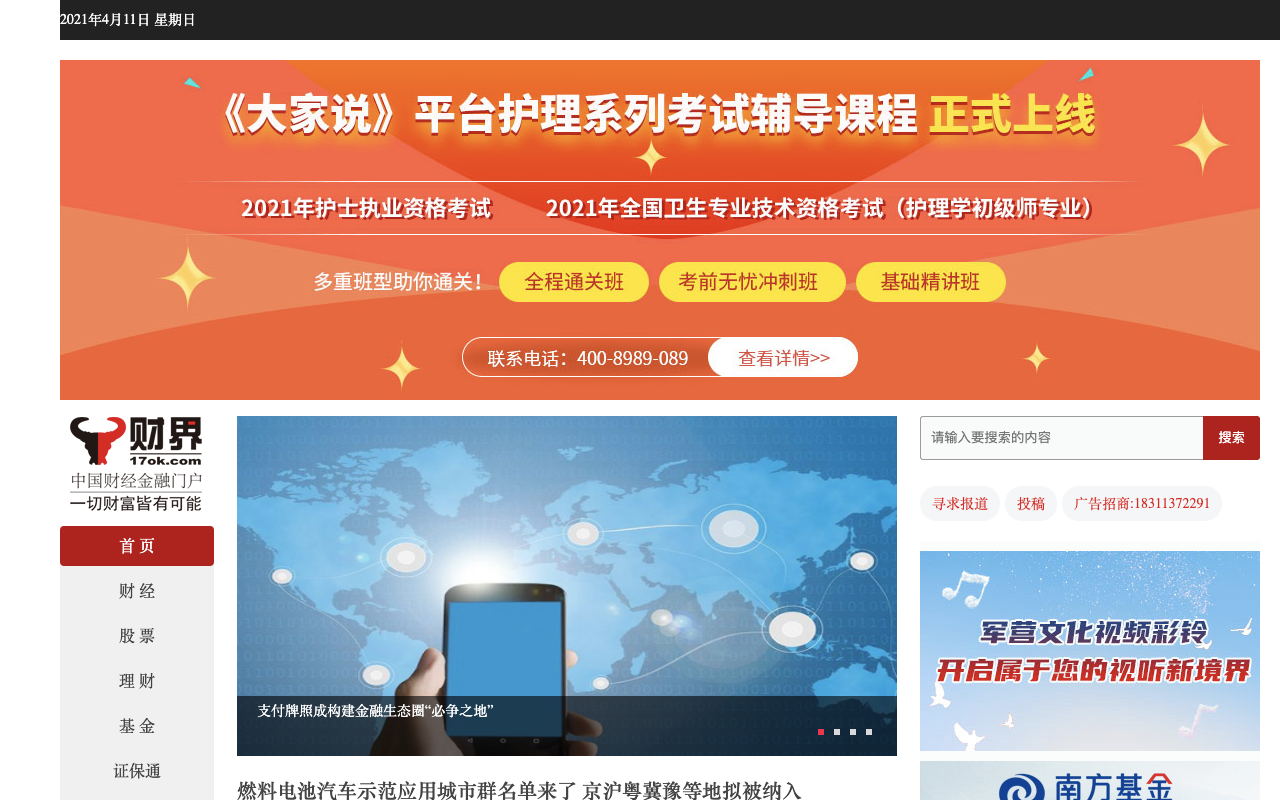 2021年4月11日 星期日
《大家说》平台护理系列考试辅导课程 正式上线
2021年护士执业资格考试 2021年全国卫生专业技术资格考试（护理学初级师专业）
多重班型助你通关！ 全程通关班 考前无忧冲刺班 基础精讲班
联系电话：400-8989-089 查看详情>>
财界
17ok.com
中国财经金融门户
一切财富皆有可能
首 页
财 经
股 票
理 财
基 金
证保通
支付牌照成构建金融生态圈“必争之地”
燃料电池汽车示范应用城市群名单来了 京沪粤冀豫等地拟被纳入
请输入要搜索的内容 搜索
寻求报道 投稿 广告招商:18311372291
军营文化视频彩铃
开启属于您的视听新境界
南方基金